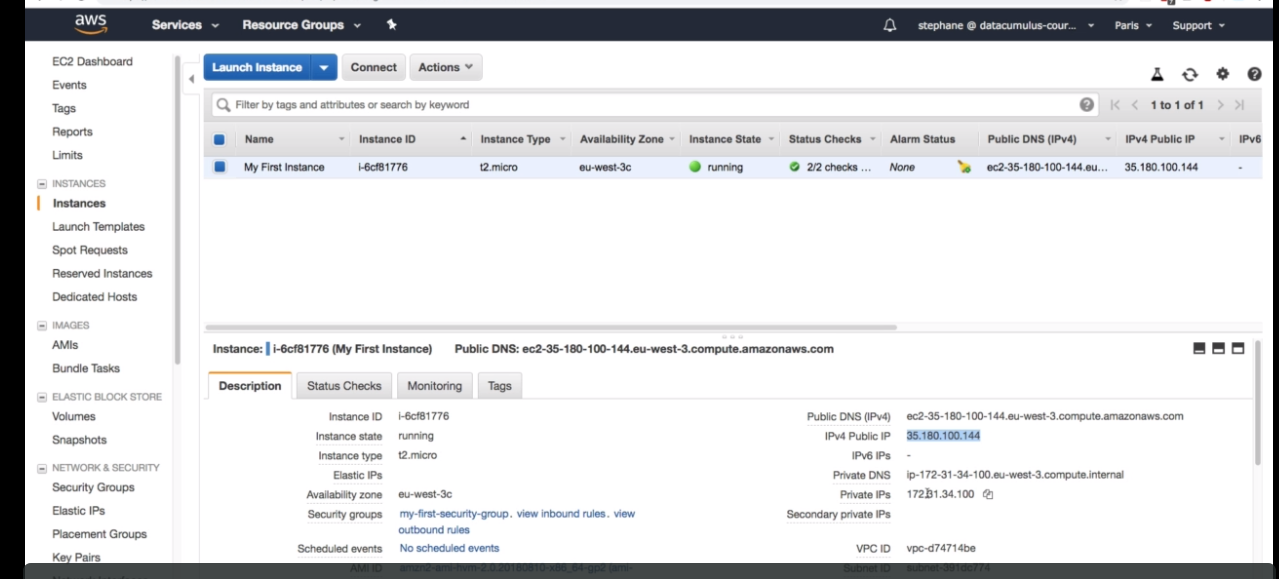 aws Services Resource Groups stephane @ datacumulus-cour... Paris Support
EC2 Dashboard
Events
Tags
Reports
Limits
INSTANCES
Instances
Launch Templates
Spot Requests
Reserved Instances
Dedicated Hosts
IMAGES
AMIs
Bundle Tasks
ELASTIC BLOCK STORE
Volumes
Snapshots
NETWORK & SECURITY
Security Groups
Elastic IPs
Placement Groups
Key Pairs
Launch Instance Connect Actions
Filter by tags and attributes or search by keyword 1 to 1 of 1
Name Instance ID Instance Type Availability Zone Instance State Status Checks Alarm Status Public DNS (IPv4) IPv4 Public IP IPv6
My First Instance i-6cf81776 t2.micro eu-west-3c running 2/2 checks ... None ec2-35-180-100-144.eu... 35.180.100.144 -
Instance: i-6cf81776 (My First Instance) Public DNS: ec2-35-180-100-144.eu-west-3.compute.amazonaws.com
Description Status Checks Monitoring Tags
Instance ID i-6cf81776
Instance state running
Instance type t2.micro
Elastic IPs
Availability zone eu-west-3c
Security groups my-first-security-group. view inbound rules. view
outbound rules
Scheduled events No scheduled events
AMI ID amzn2-ami-hvm-2.0.20180810-x86_64-gp2 (ami-
Public DNS (IPv4) ec2-35-180-100-144.eu-west-3.compute.amazonaws.com
IPv4 Public IP 35.180.100.144
IPv6 IPs -
Private DNS ip-172-31-34-100.eu-west-3.compute.internal
Private IPs 172.31.34.100
Secondary private IPs
VPC ID vpc-d74714be
Subnet ID subnet-391dc774